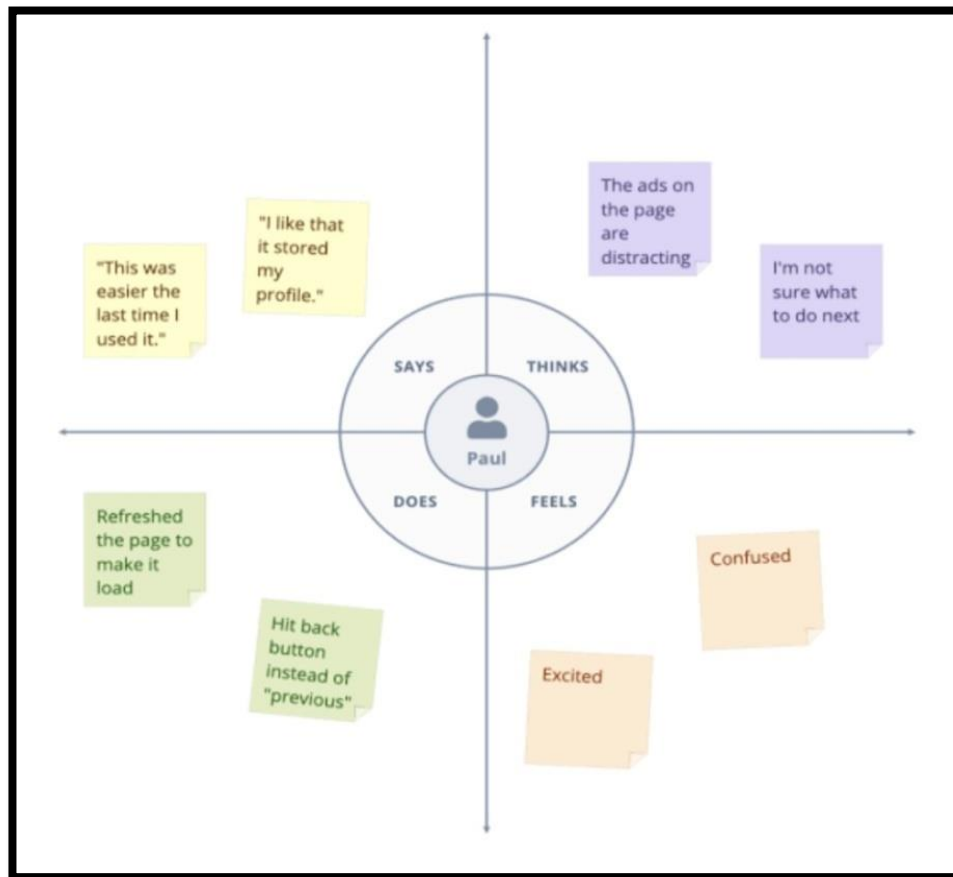 "This was
easier the
last time I
used it."
"I like that
it stored
my
profile."
The ads on
the page
are
distracting
I'm not
sure what
to do next
SAYS
THINKS
Paul
DOES
FEELS
Refreshed
the page to
make it
load
Hit back
button
instead of
"previous"
Confused
Excited